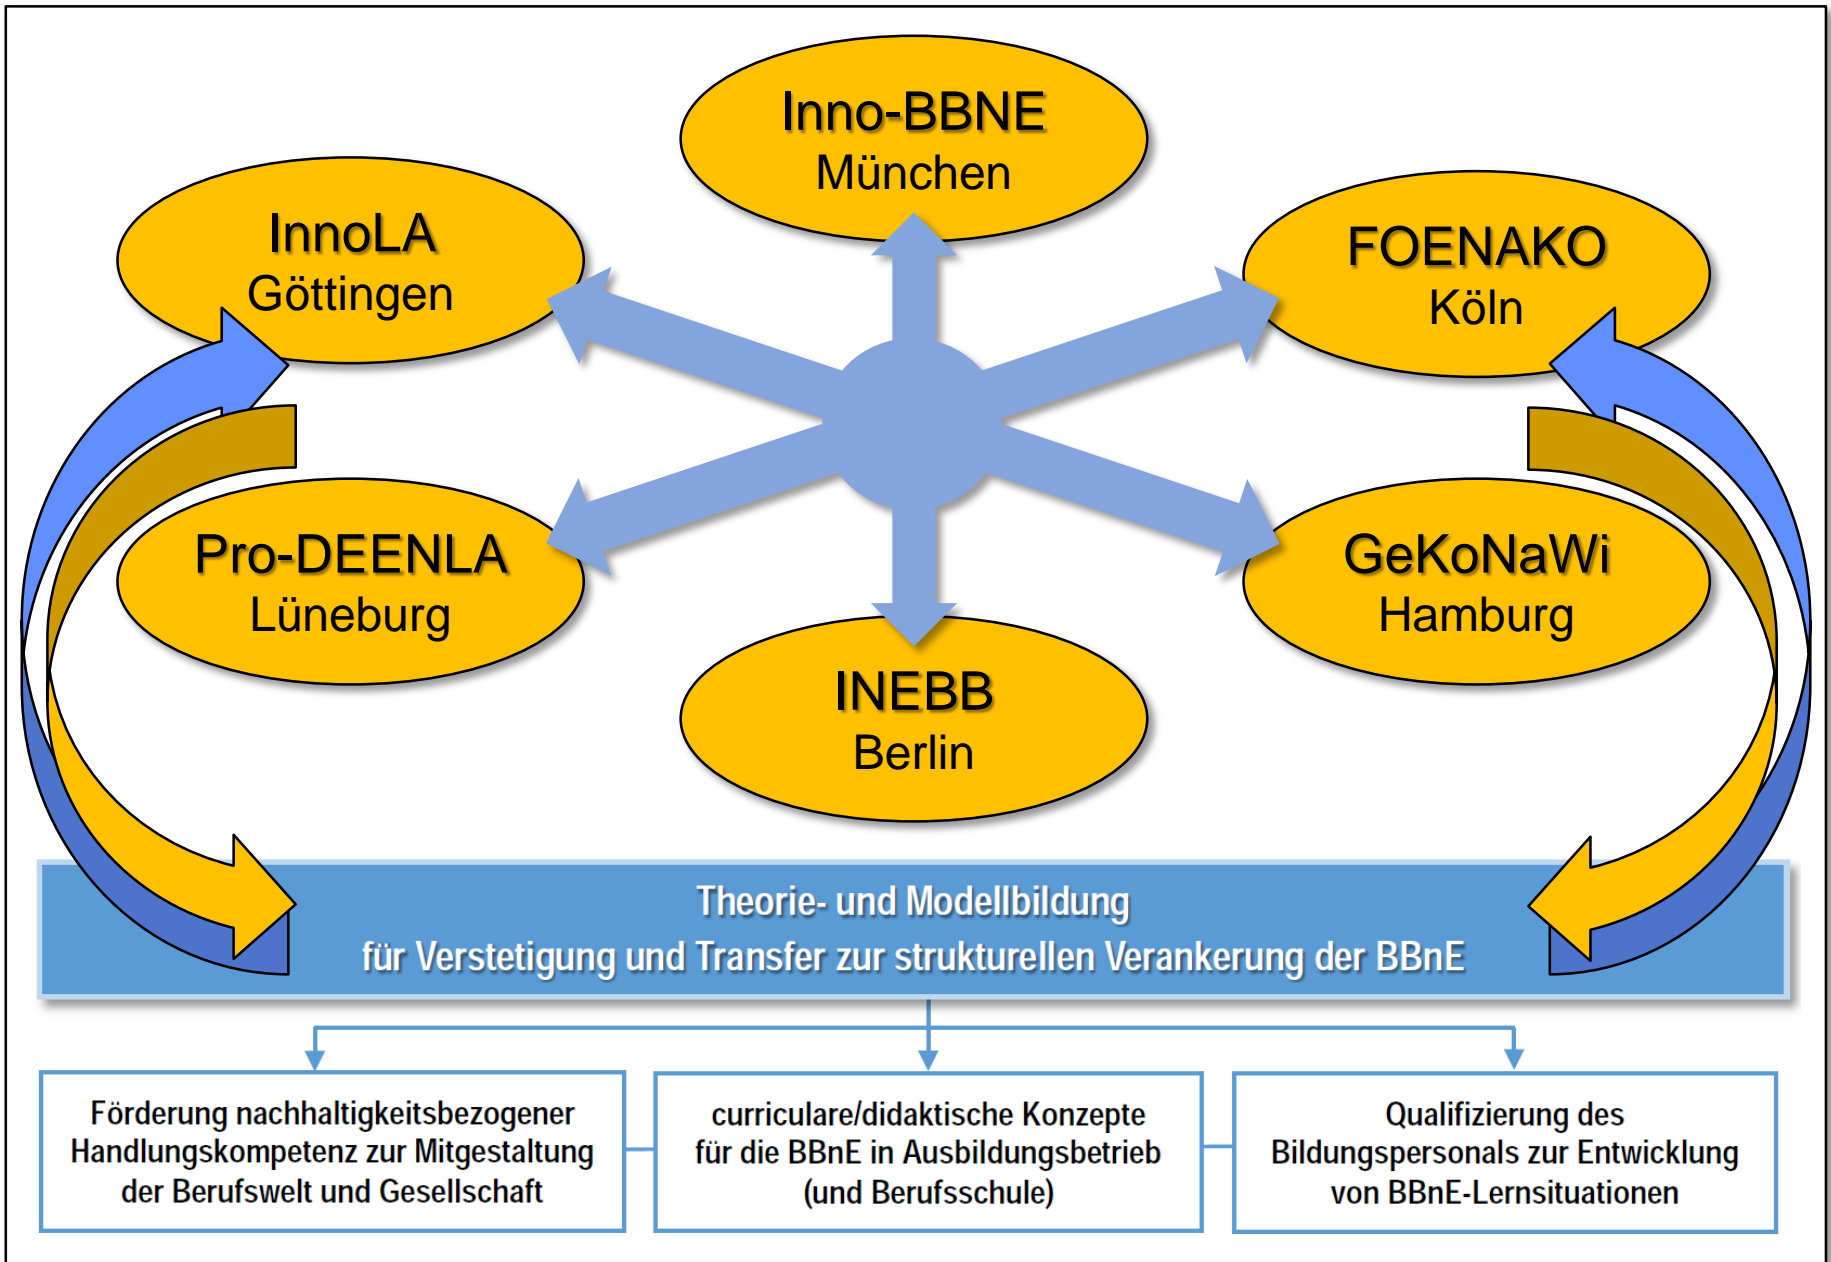 Inno-BBNE
München
InnoLA
Göttingen
FOENAKO
Köln
Pro-DEENLA
Lüneburg
GeKoNaWi
Hamburg
INEBB
Berlin
Theorie- und Modellbildung
für Verstetigung und Transfer zur strukturellen Verankerung der BBnE
Förderung nachhaltigkeitsbezogener
Handlungskompetenz zur Mitgestaltung
der Berufswelt und Gesellschaft
curriculare/didaktische Konzepte
für die BBnE in Ausbildungsbetrieb
(und Berufsschule)
Qualifizierung des
Bildungspersonals zur Entwicklung
von BBnE-Lernsituationen